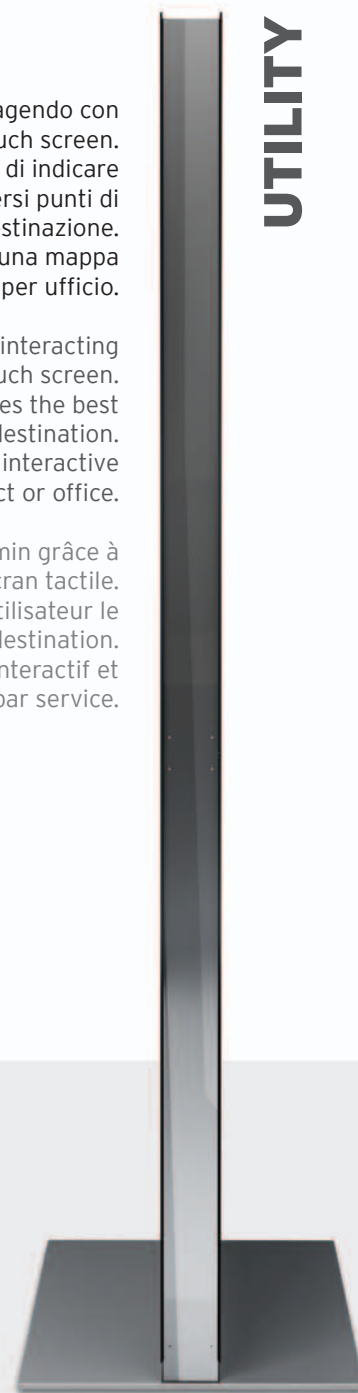 UTILITY
agendo con
uch screen.
di indicare
ersi punti di
estinazione.
una mappa
per ufficio.
interacting
uch screen.
es the best
destination.
interactive
ct or office.
min grâce à
cran tactile.
tilisateur le
destination.
nteractif et
par service.